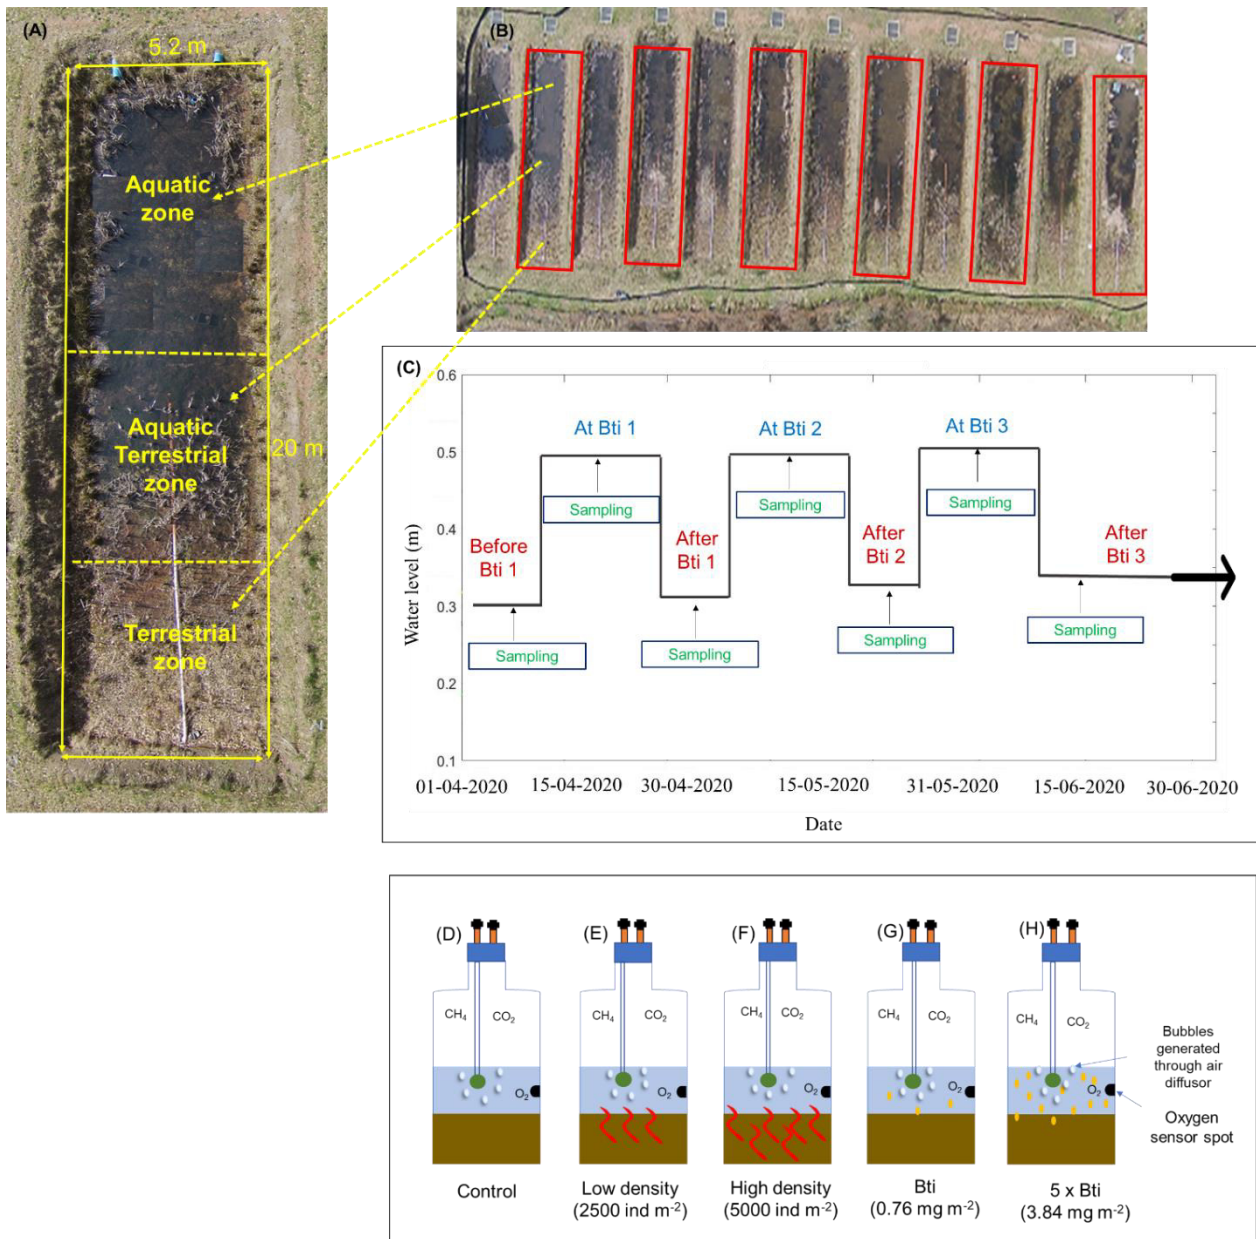 (A)
5.2 m
Aquatic
zone
Aquatic
Terrestrial
zone
20 m
Terrestrial
zone
(B)
(C)
0.6
0.5
0.4
0.3
0.2
0.1
Water level (m)
At Bti 1
At Bti 2
At Bti 3
Sampling
Sampling
Sampling
Before
Bti 1
After
Bti 1
After
Bti 2
After
Bti 3
Sampling
Sampling
Sampling
Sampling
01-04-2020
15-04-2020
30-04-2020
15-05-2020
31-05-2020
15-06-2020
30-06-2020
Date
(D)
CH₄
CO₂
O₂
Control
(E)
CH₄
CO₂
O₂
Low density
(2500 ind m⁻²)
(F)
CH₄
CO₂
O₂
High density
(5000 ind m⁻²)
(G)
CH₄
CO₂
O₂
Bti
(0.76 mg m⁻²)
(H)
CH₄
CO₂
O₂
5 x Bti
(3.84 mg m⁻²)
Bubbles
generated
through air
diffusor
Oxygen
sensor spot